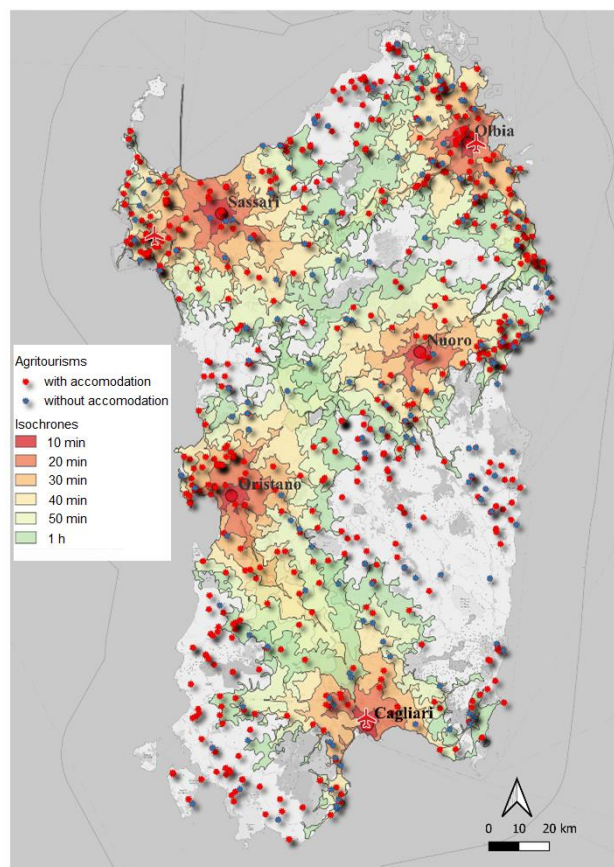 Olbia
Sassari
Nuoro
Agritourisms
with accomodation
without accomodation
Isochrones
10 min
20 min
30 min
40 min
50 min
1 h
Oristano
Cagliari
0 10 20 km